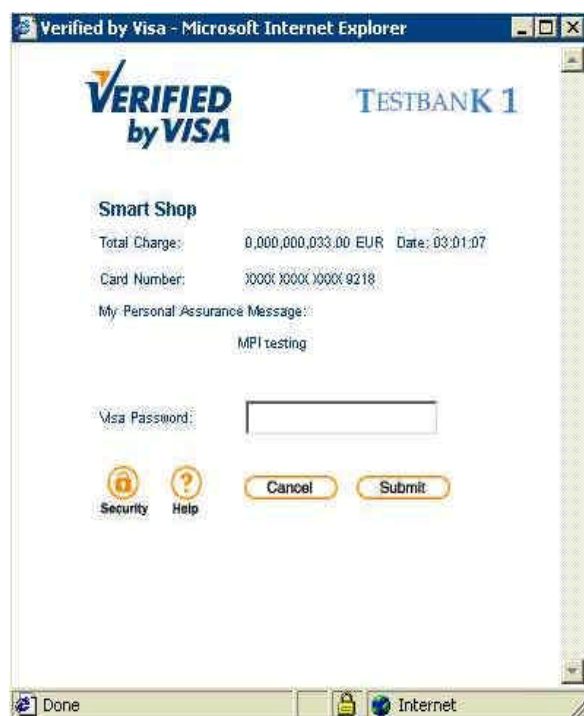 Verified by Visa - Microsoft Internet Explorer
VERIFIED by VISA
TESTBANK 1
Smart Shop
Total Charge: 0,000,000,033.00 EUR Date: 03:01:07
Card Number: XXXX XXXX XXXX 9218
My Personal Assurance Message:
MPI testing
Visa Password:
Cancel Submit
Security Help
Done Internet